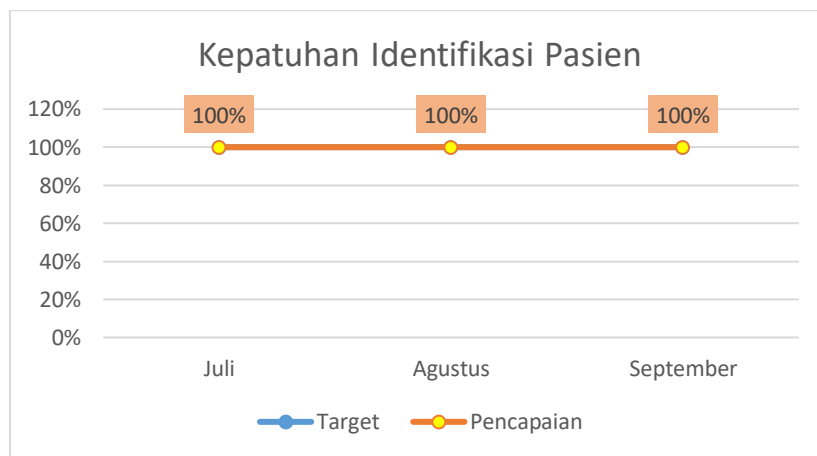 Kepatuhan Identifikasi Pasien
120%
100%
80%
60%
40%
20%
0%
100% 100% 100%
Juli Agustus September
Target Pencapaian